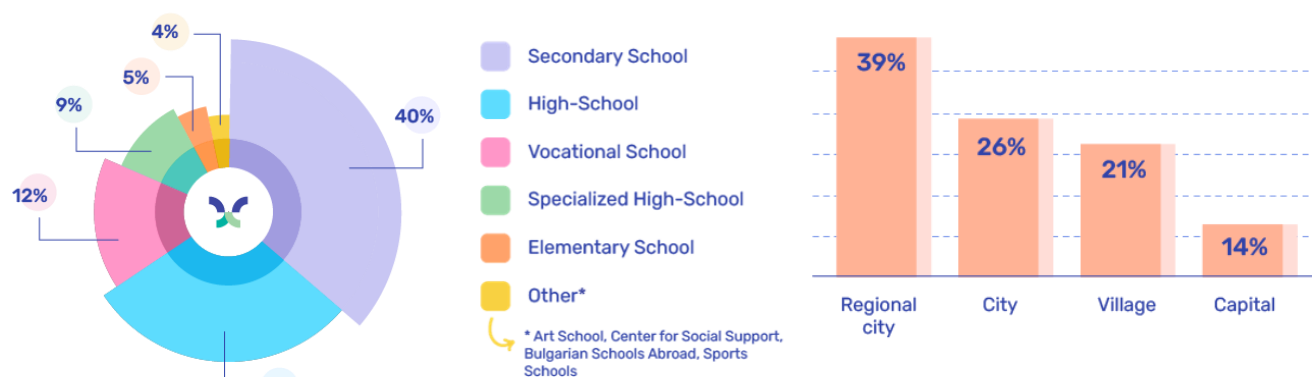 4%
5%
9%
40%
12%
Secondary School
High-School
Vocational School
Specialized High-School
Elementary School
Other*
* Art School, Center for Social Support,
Bulgarian Schools Abroad, Sports
Schools
39%
26%
21%
14%
Regional
city
City
Village
Capital